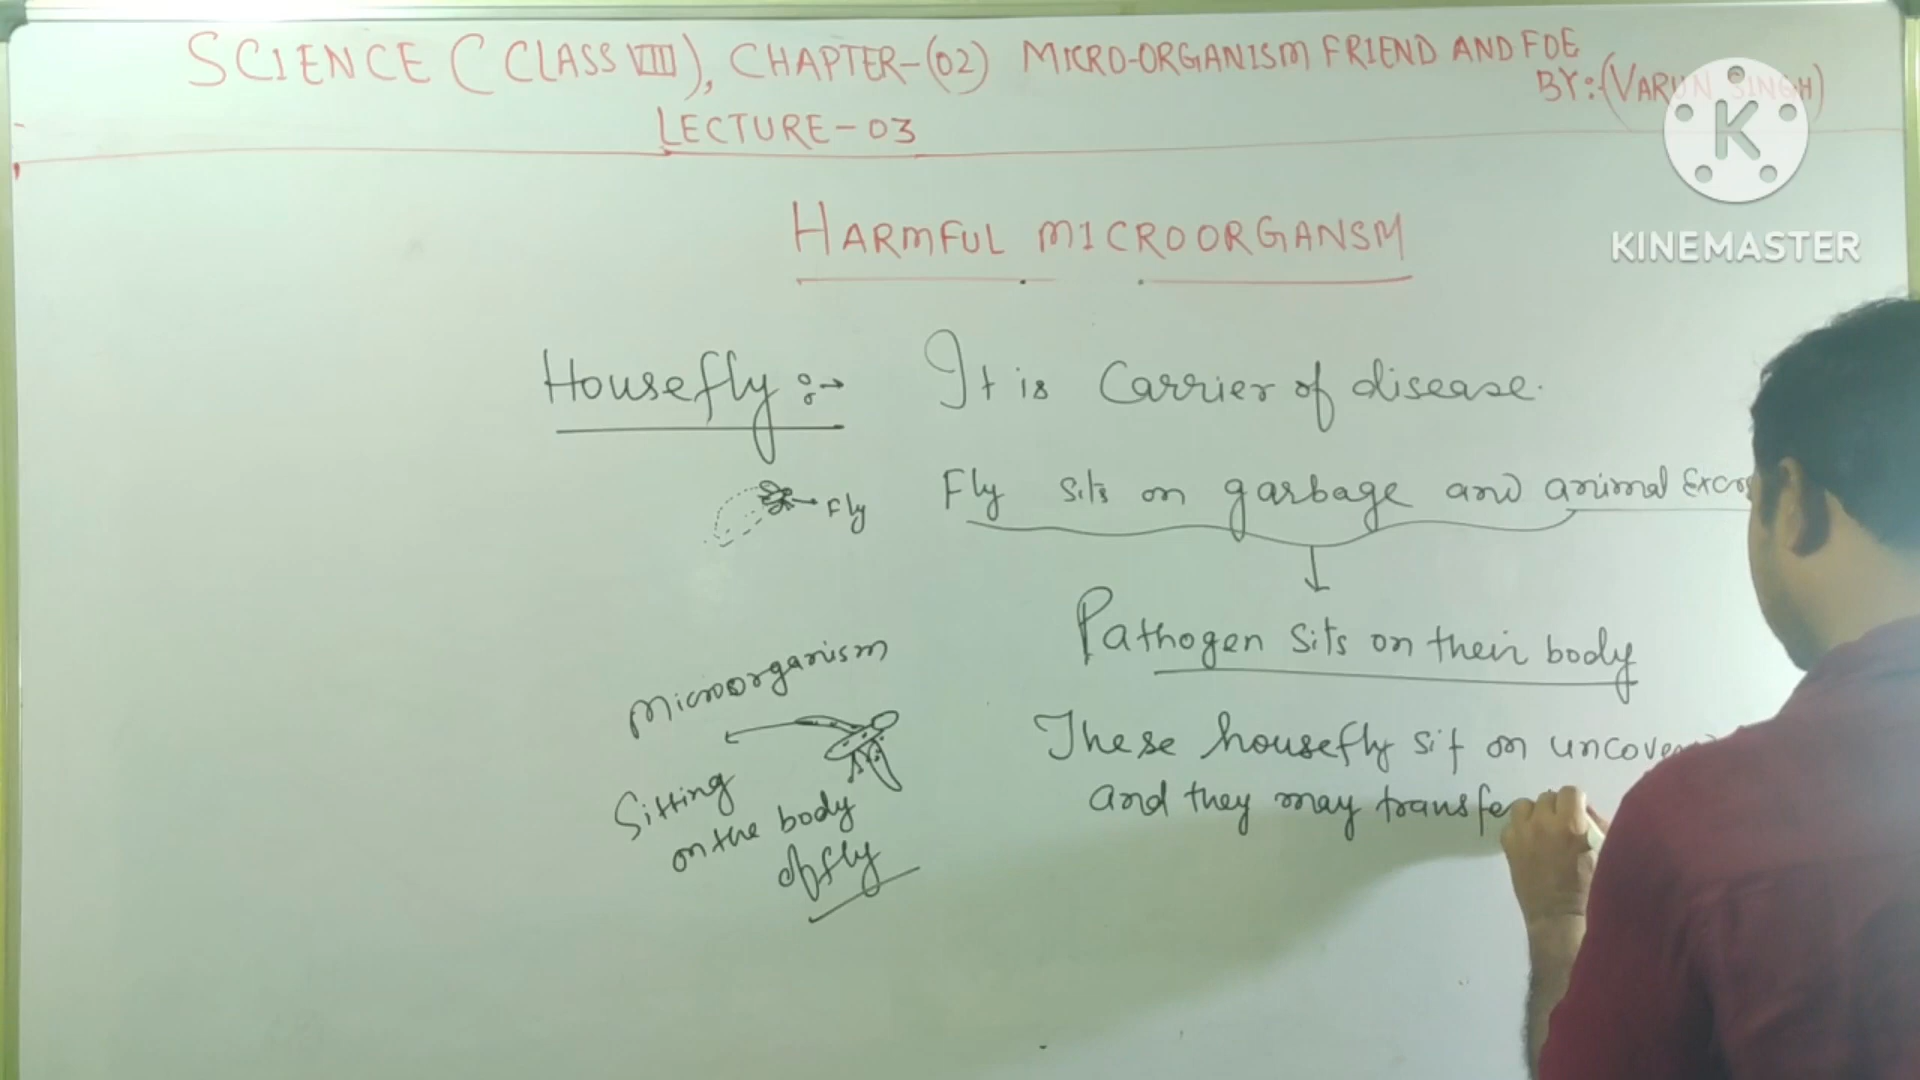 SCIENCE (CLASS VIII), CHAPTER-(02) MICRO-ORGANISM FRIEND AND FOE
BY:-(VARUN SINGH)
LECTURE-03
K
KINEMASTER
HARMFUL MICROORGANSM
Housefly :→ It is Carrier of disease.
Fly sits on garbage and animal
→ Fly
Pathogen sits on their body
Microorganism
Sitting
on the body
of fly
These housefly sit on
and they may